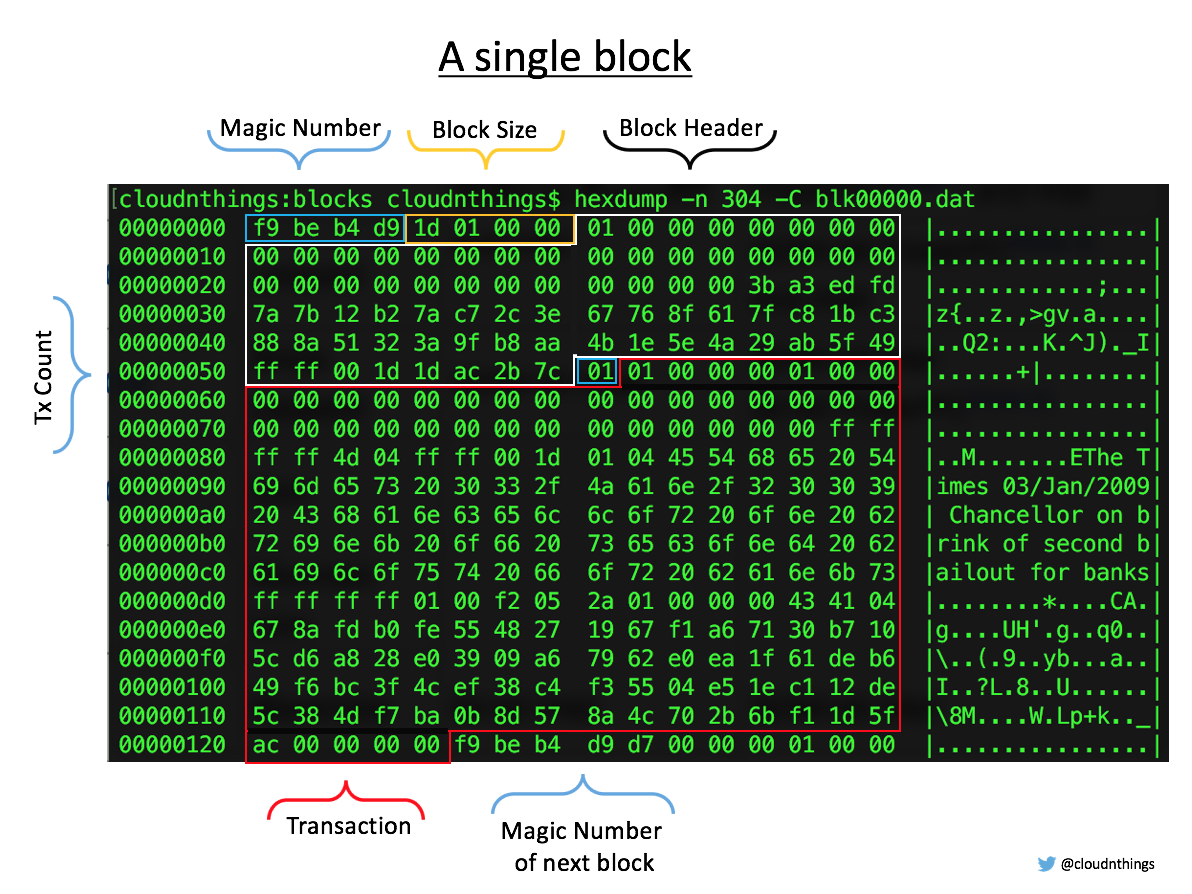 A single block
Magic Number
Block Size
Block Header
[cloudnthings:blocks cloudnthings$ hexdump -n 304 -C blk00000.dat
00000000 f9 be b4 d9 1d 01 00 00 01 00 00 00 00 00 00 00 |................|
00000010 00 00 00 00 00 00 00 00 00 00 00 00 00 00 00 00 |................|
00000020 00 00 00 00 00 00 00 00 00 00 00 00 3b a3 ed fd |............;...|
00000030 7a 7b 12 b2 7a c7 2c 3e 67 76 8f 61 7f c8 1b c3 |z{..z.,>gv.a....|
00000040 88 8a 51 32 3a 9f b8 aa 4b 1e 5e 4a 29 ab 5f 49 |..Q2:...K.^J)._I|
00000050 ff ff 00 1d 1d ac 2b 7c 01 01 00 00 00 01 00 00 |......+|........|
00000060 00 00 00 00 00 00 00 00 00 00 00 00 00 00 00 00 |................|
00000070 00 00 00 00 00 00 00 00 00 00 00 00 00 00 ff ff |................|
00000080 ff ff 4d 04 ff ff 00 1d 01 04 45 54 68 65 20 54 |..M.......EThe T|
00000090 69 6d 65 73 20 30 33 2f 4a 61 6e 2f 32 30 30 39 |imes 03/Jan/2009|
000000a0 20 43 68 61 6e 63 65 6c 6c 6f 72 20 6f 6e 20 62 | Chancellor on b|
000000b0 72 69 6e 6b 20 6f 66 20 73 65 63 6f 6e 64 20 62 |rink of second b|
000000c0 61 69 6c 6f 75 74 20 66 6f 72 20 62 61 6e 6b 73 |ailout for banks|
000000d0 ff ff ff ff 01 00 f2 05 2a 01 00 00 00 43 41 04 |........*....CA.|
000000e0 67 8a fd b0 fe 55 48 27 19 67 f1 a6 71 30 b7 10 |g....UH'.g..q0..|
000000f0 5c d6 a8 28 e0 39 09 a6 79 62 e0 ea 1f 61 de b6 |\..(.9..yb...a..|
00000100 49 f6 bc 3f 4c ef 38 c4 f3 55 04 e5 1e c1 12 de |I..?L.8..U......|
00000110 5c 38 4d f7 ba 0b 8d 57 8a 4c 70 2b 6b f1 1d 5f |\8M....W.Lp+k.._|
00000120 ac 00 00 00 00 f9 be b4 d9 d7 00 00 00 01 00 00 |................|
Tx Count
Transaction
Magic Number
of next block
@cloudnthings